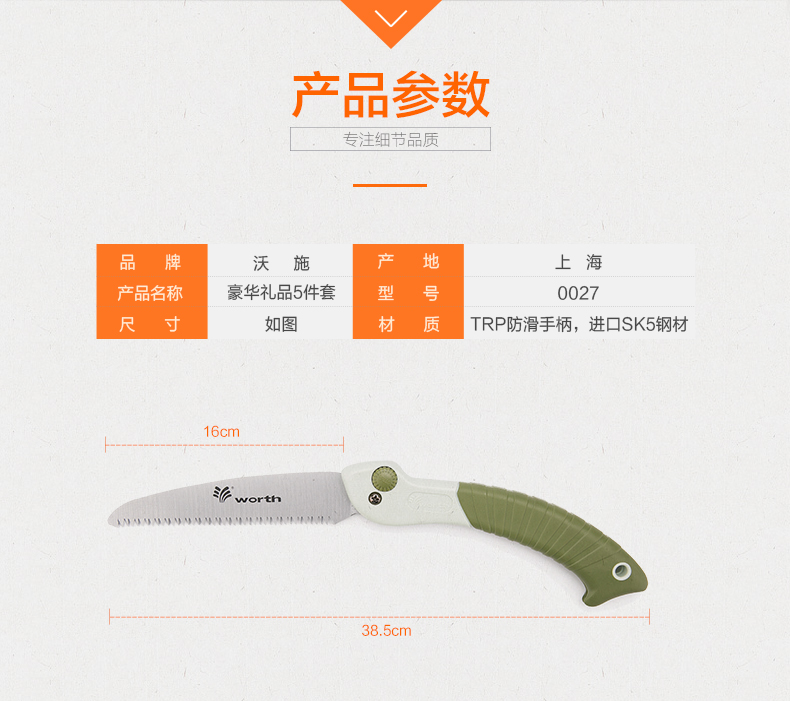 产品参数
专注细节品质
品 牌 沃 施 产 地 上 海
产品名称 豪华礼品5件套 型 号 0027
尺 寸 如图 材 质 TRP防滑手柄，进口SK5钢材
16cm
worth
38.5cm